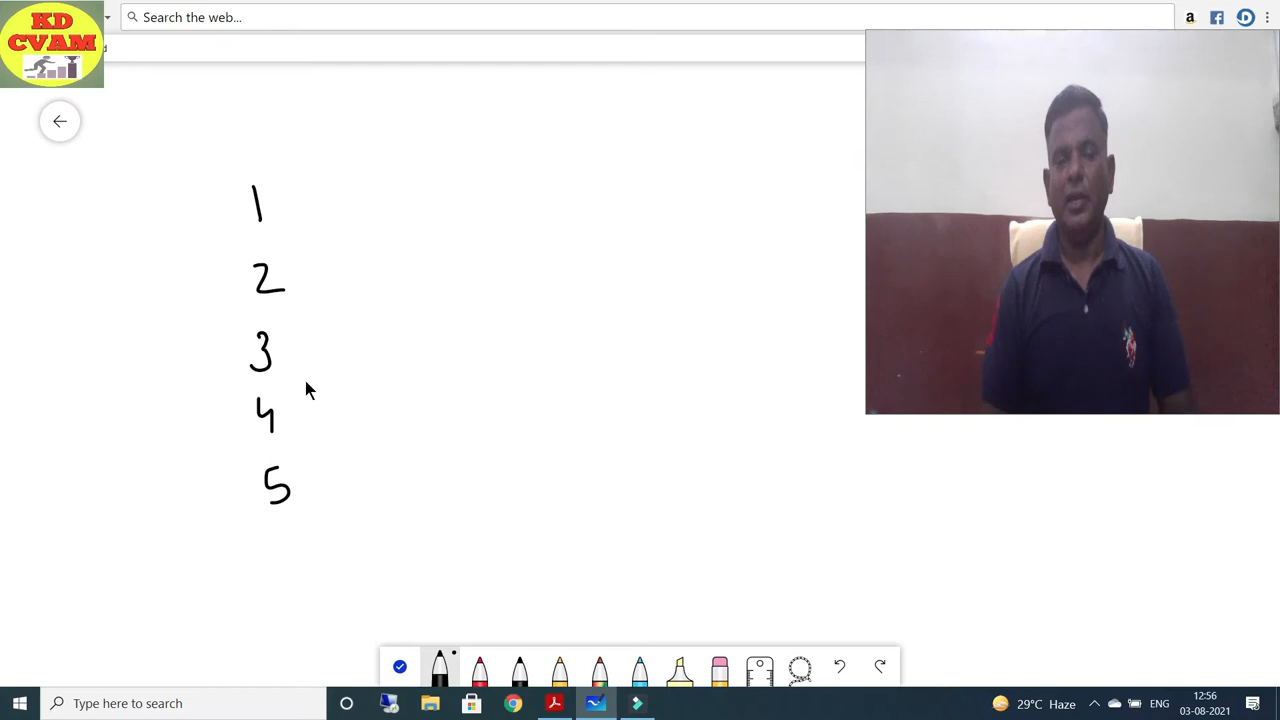 KD
CVAM
Search the web...
1
2
3
4
5
Type here to search
29°C Haze
ENG
12:56
03-08-2021